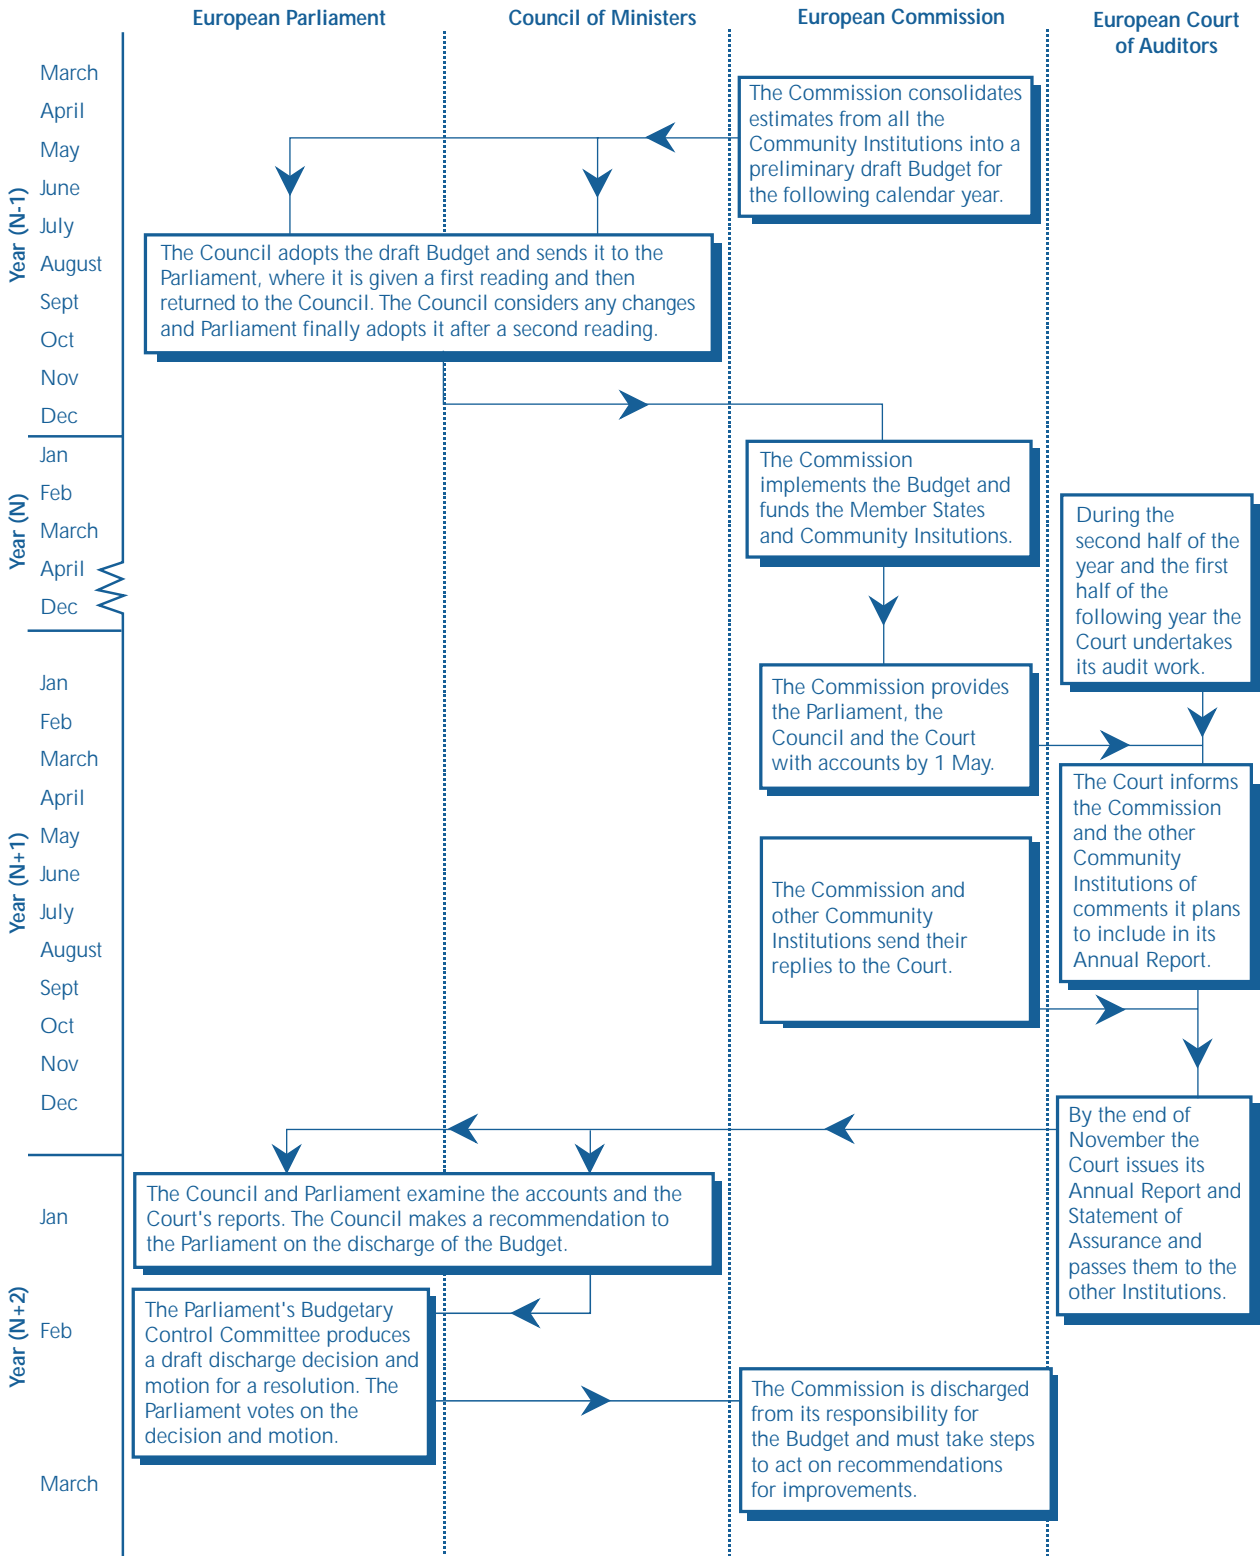 European Parliament
Council of Ministers
European Commission
European Court
of Auditors
Year (N-1)
March
April
May
June
July
August
Sept
Oct
Nov
Dec
The Commission consolidates
estimates from all the
Community Institutions into a
preliminary draft Budget for
the following calendar year.
The Council adopts the draft Budget and sends it to the
Parliament, where it is given a first reading and then
returned to the Council. The Council considers any changes
and Parliament finally adopts it after a second reading.
Year (N)
Jan
Feb
March
April
Dec
The Commission
implements the Budget and
funds the Member States
and Community Insitutions.
During the
second half of the
year and the first
half of the
following year the
Court undertakes
its audit work.
Year (N+1)
Jan
Feb
March
April
May
June
July
August
Sept
Oct
Nov
Dec
The Commission provides
the Parliament, the
Council and the Court
with accounts by 1 May.
The Court informs
the Commission
and the other
Community
Institutions of
comments it plans
to include in its
Annual Report.
The Commission and
other Community
Institutions send their
replies to the Court.
By the end of
November the
Court issues its
Annual Report and
Statement of
Assurance and
passes them to the
other Institutions.
Year (N+2)
Jan
Feb
March
The Council and Parliament examine the accounts and the
Court's reports. The Council makes a recommendation to
the Parliament on the discharge of the Budget.
The Parliament's Budgetary
Control Committee produces
a draft discharge decision and
motion for a resolution. The
Parliament votes on the
decision and motion.
The Commission is discharged
from its responsibility for
the Budget and must take steps
to act on recommendations
for improvements.